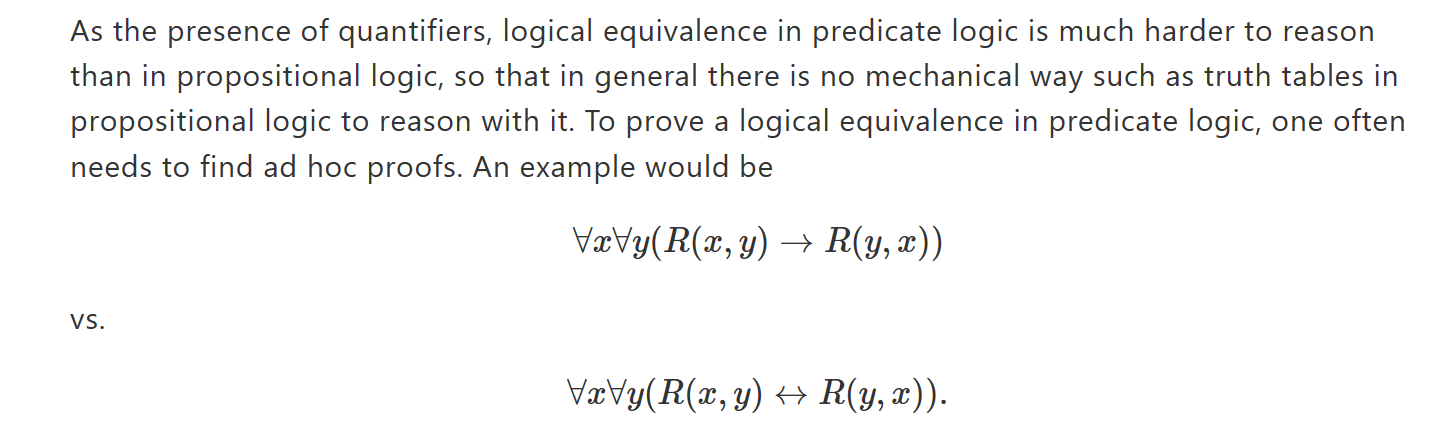 As the presence of quantifiers, logical equivalence in predicate logic is much harder to reason
than in propositional logic, so that in general there is no mechanical way such as truth tables in
propositional logic to reason with it. To prove a logical equivalence in predicate logic, one often
needs to find ad hoc proofs. An example would be
∀x∀y(R(x, y) → R(y, x))
vs.
∀x∀y(R(x, y) ↔ R(y, x)).